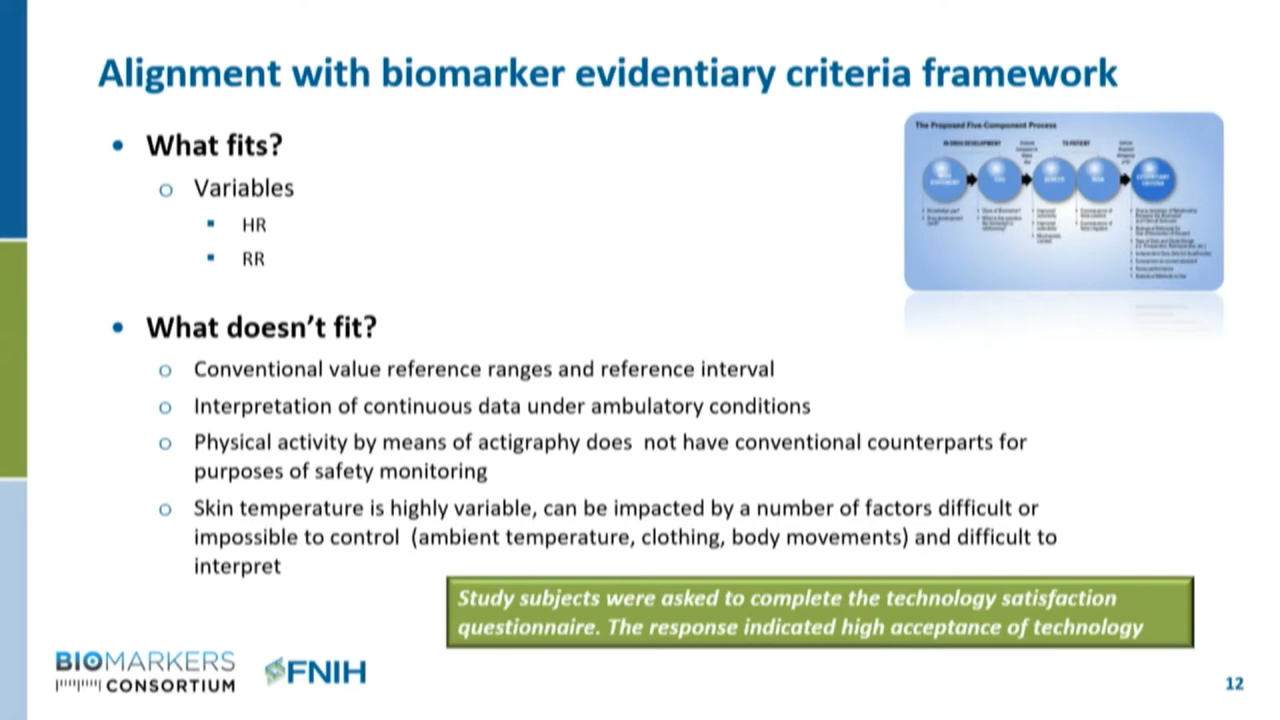 Alignment with biomarker evidentiary criteria framework
• What fits?
o Variables
▪ HR
▪ RR
The Proposed Five-Component Process
IN DRUG DEVELOPMENT
TO PATIENT
• What doesn't fit?
o Conventional value reference ranges and reference interval
o Interpretation of continuous data under ambulatory conditions
o Physical activity by means of actigraphy does not have conventional counterparts for
purposes of safety monitoring
o Skin temperature is highly variable, can be impacted by a number of factors difficult or
impossible to control (ambient temperature, clothing, body movements) and difficult to
interpret
Study subjects were asked to complete the technology satisfaction
questionnaire. The response indicated high acceptance of technology
BIOMARKERS
CONSORTIUM
FNIH
12